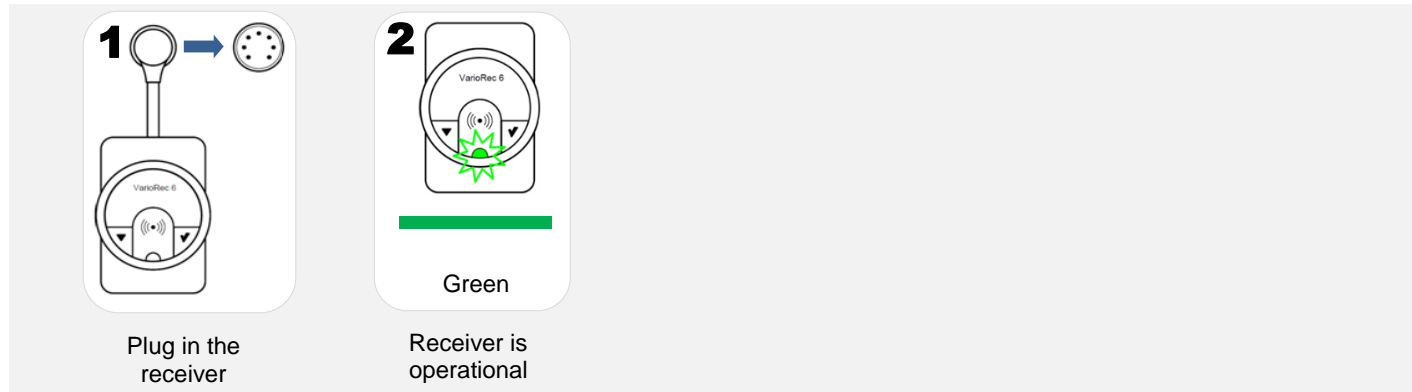 1
VarioRec 6
Plug in the
receiver
2
VarioRec 6
Green
Receiver is
operational